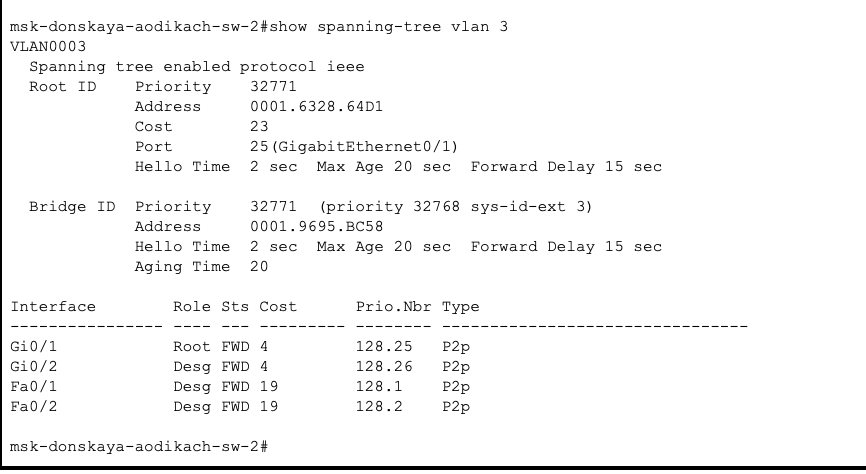 msk-donskaya-aodikach-sw-2#show spanning-tree vlan 3
VLAN0003
  Spanning tree enabled protocol ieee
  Root ID    Priority    32771
             Address     0001.6328.64D1
             Cost        23
             Port        25(GigabitEthernet0/1)
             Hello Time  2 sec  Max Age 20 sec  Forward Delay 15 sec

  Bridge ID  Priority    32771  (priority 32768 sys-id-ext 3)
             Address     0001.9695.BC58
             Hello Time  2 sec  Max Age 20 sec  Forward Delay 15 sec
             Aging Time  20

Interface        Role Sts Cost      Prio.Nbr Type
---------------- ---- --- --------- -------- --------------------------------
Gi0/1            Root FWD 4         128.25   P2p
Gi0/2            Desg FWD 4         128.26   P2p
Fa0/1            Desg FWD 19        128.1    P2p
Fa0/2            Desg FWD 19        128.2    P2p

msk-donskaya-aodikach-sw-2#